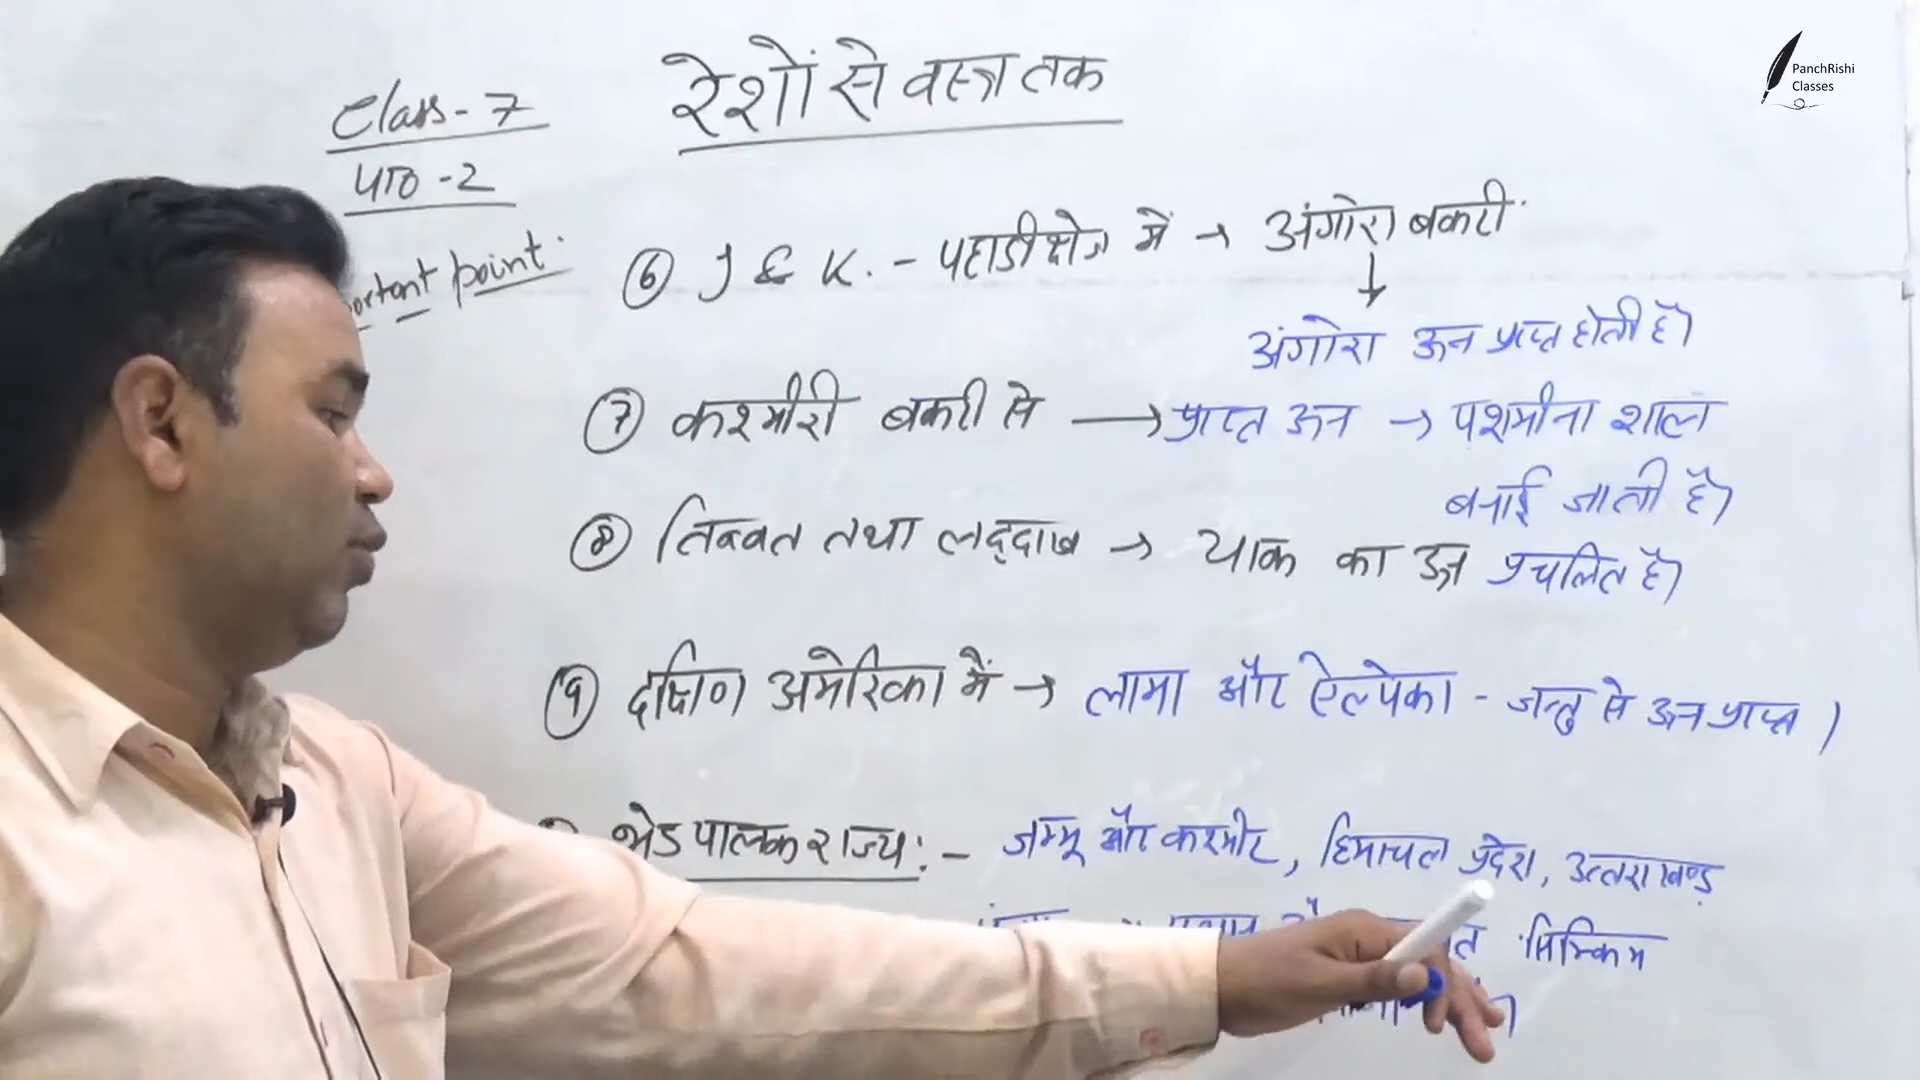 PanchRishi
Classes
रेशों से वस्त्र तक
Class - 7
पाठ - 2
point :
⑥ J & K. - पहाडी क्षेत्र में → अंगोरा बकरी
↓
अंगोरा ऊन प्राप्त होती है।
⑦ कश्मीरी बकरी से → प्राप्त ऊन → पशमीना शाल
बनाई जाती है।
⑧ तिब्बत तथा लद्दाख → याक का ऊन प्रचलित है।
⑨ दक्षिण अमेरिका में → लामा और ऐल्पेका - जन्तु से ऊन प्राप्त।
भेड पालक राज्य : - जम्मू और कश्मीर, हिमाचल प्रदेश, उत्तराखण्ड
सिक्किम